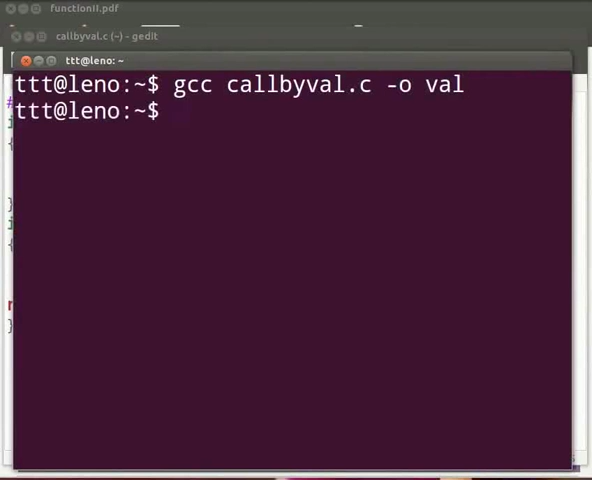 functionII.pdf
callbyval.c (~) - gedit
ttt@leno: ~
ttt@leno:~$ gcc callbyval.c -o val
ttt@leno:~$
#
i
{
}
i
{
r
}